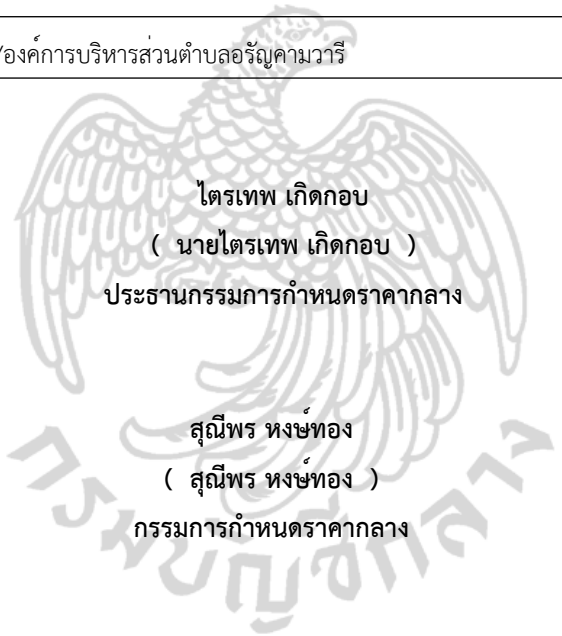 /องค์การบริหารส่วนตำบลอรัญคามวารี
ไตรเทพ เกิดกอบ
( นายไตรเทพ เกิดกอบ )
ประธานกรรมการกำหนดราคากลาง
สุณีพร หงษ์ทอง
( สุณีพร หงษ์ทอง )
กรรมการกำหนดราคากลาง
กรมบัญชีกลาง